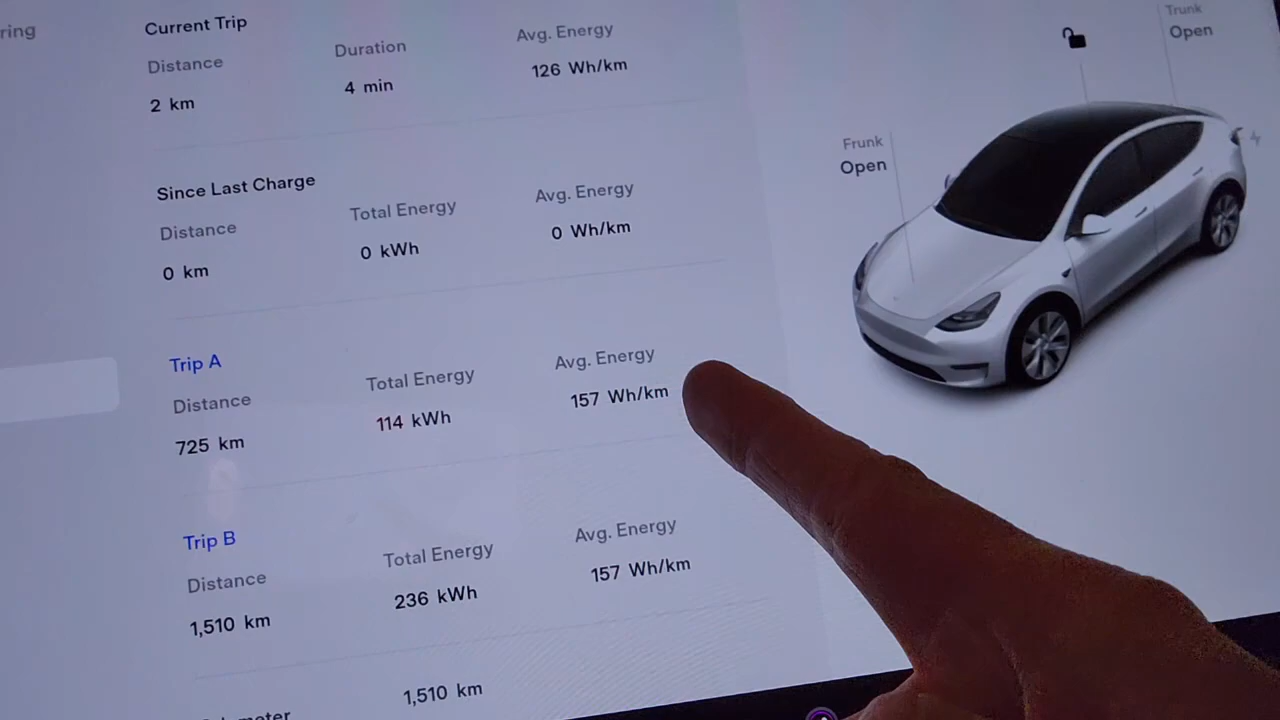 ring
Current Trip
Distance
Duration
Avg. Energy
2 km
4 min
126 Wh/km
Since Last Charge
Distance
Total Energy
Avg. Energy
0 km
0 kWh
0 Wh/km
Trip A
Distance
Total Energy
Avg. Energy
725 km
114 kWh
157 Wh/km
Trip B
Distance
Total Energy
Avg. Energy
1,510 km
236 kWh
157 Wh/km
1,510 km
Trunk
Open
Frunk
Open